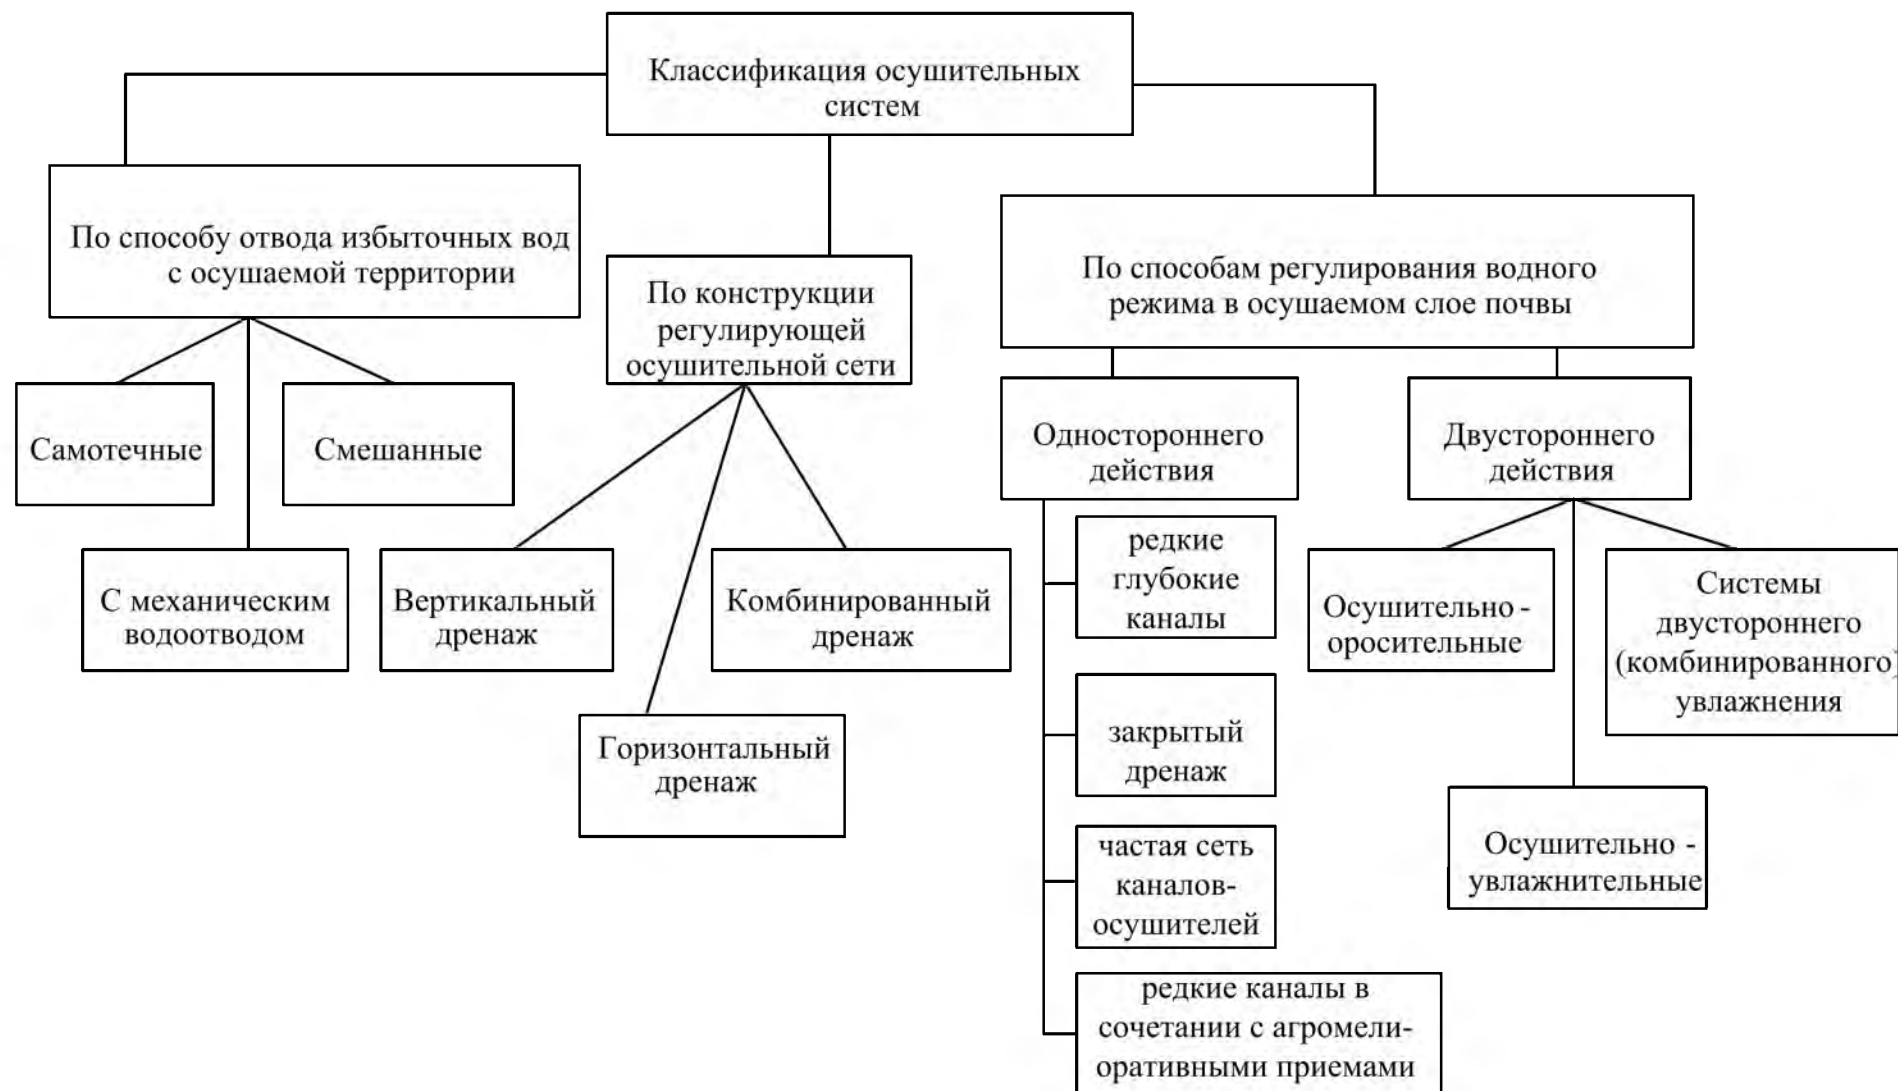 Классификация осушительных
систем
По способу отвода избыточных вод
с осушаемой территории
По конструкции
регулирующей
осушительной сети
По способам регулирования водного
режима в осушаемом слое почвы
Самотечные
Смешанные
С механическим
водоотводом
Вертикальный
дренаж
Комбинированный
дренаж
Горизонтальный
дренаж
Одностороннего
действия
Двустороннего
действия
редкие
глубокие
каналы
закрытый
дренаж
частая сеть
каналов-
осушителей
редкие каналы в
сочетании с агромели-
оративными приемами
Осушительно -
оросительные
Системы
двустороннего
(комбинированного)
увлажнения
Осушительно -
увлажнительные